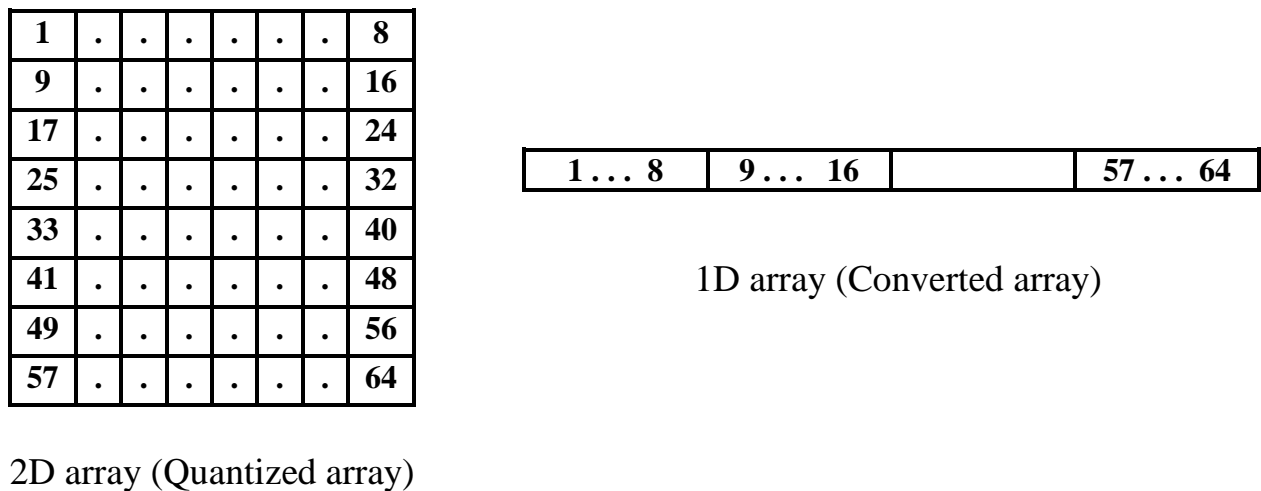 1 . . . . . . 8
9 . . . . . . 16
17 . . . . . . 24
25 . . . . . . 32
33 . . . . . . 40
41 . . . . . . 48
49 . . . . . . 56
57 . . . . . . 64
2D array (Quantized array)
1 . . . 8 9 . . . 16 57 . . . 64
1D array (Converted array)